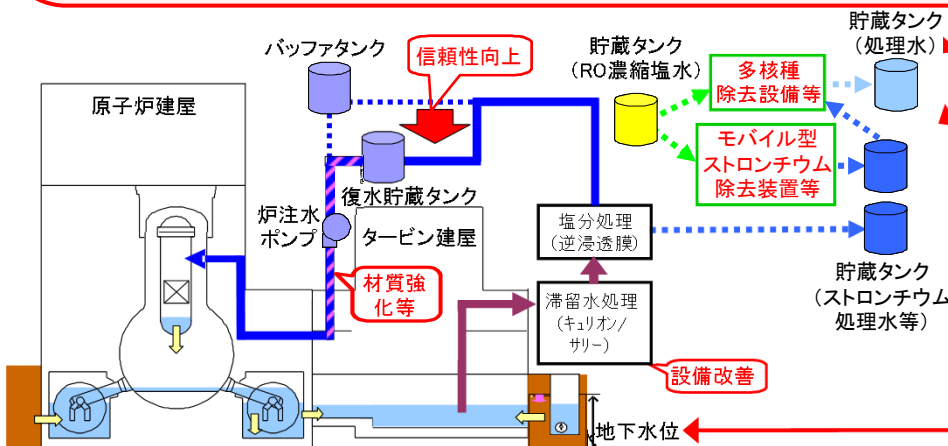 貯蔵タンク
(処理水)
バッファタンク
信頼性向上
貯蔵タンク
(RO濃縮塩水)
多核種
除去設備等
原子炉建屋
モバイル型
ストロンチウム
除去装置等
復水貯蔵タンク
炉注水
ポンプ
タービン建屋
塩分処理
(逆浸透膜)
材質強
化等
滞留水処理
(キュリオン/
サリー)
貯蔵タンク
(ストロンチウム
処理水等)
設備改善
地下水位